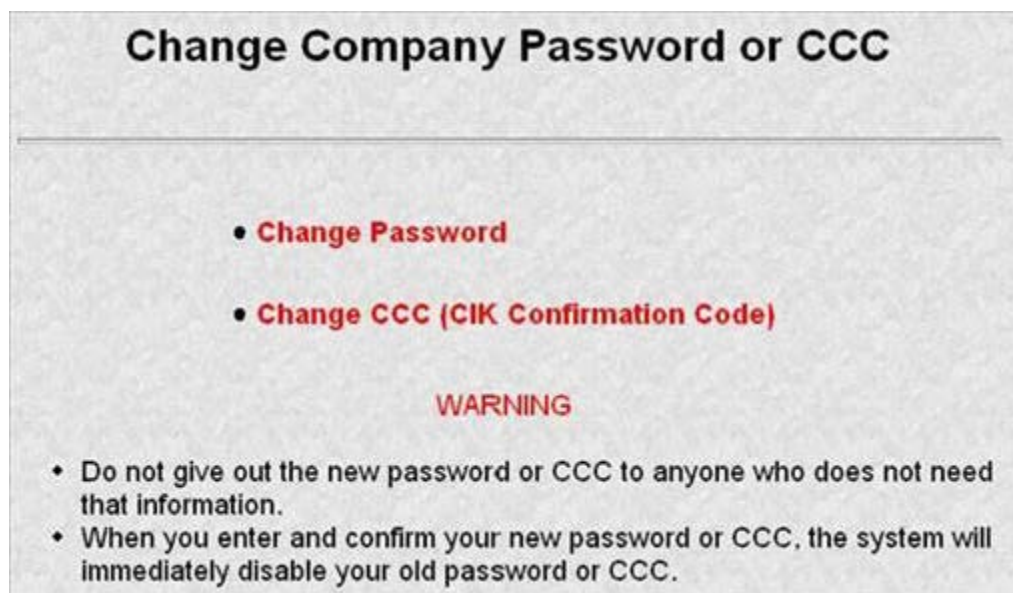 Change Company Password or CCC
• Change Password
• Change CCC (CIK Confirmation Code)
WARNING
• Do not give out the new password or CCC to anyone who does not need
that information.
• When you enter and confirm your new password or CCC, the system will
immediately disable your old password or CCC.